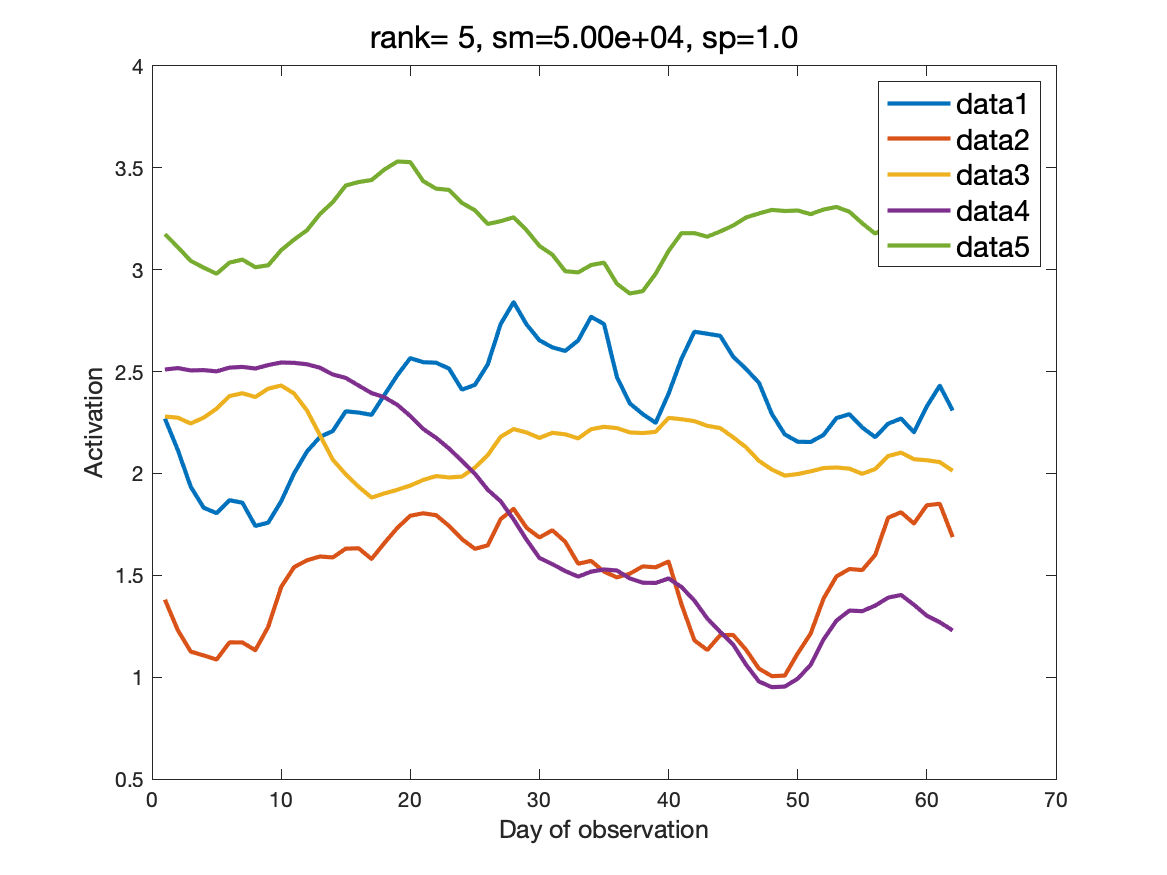 rank= 5, sm=5.00e+04, sp=1.0
4
3.5
3
2.5
2
1.5
1
0.5
Activation
data1
data2
data3
data4
data5
0 10 20 30 40 50 60 70
Day of observation